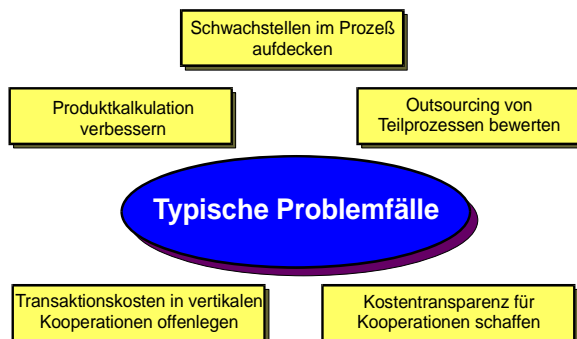 Schwachstellen im Prozeß
aufdecken
Produktkalkulation
verbessern
Outsourcing von
Teilprozessen bewerten
Typische Problemfälle
Transaktionskosten in vertikalen
Kooperationen offenlegen
Kostentransparenz für
Kooperationen schaffen